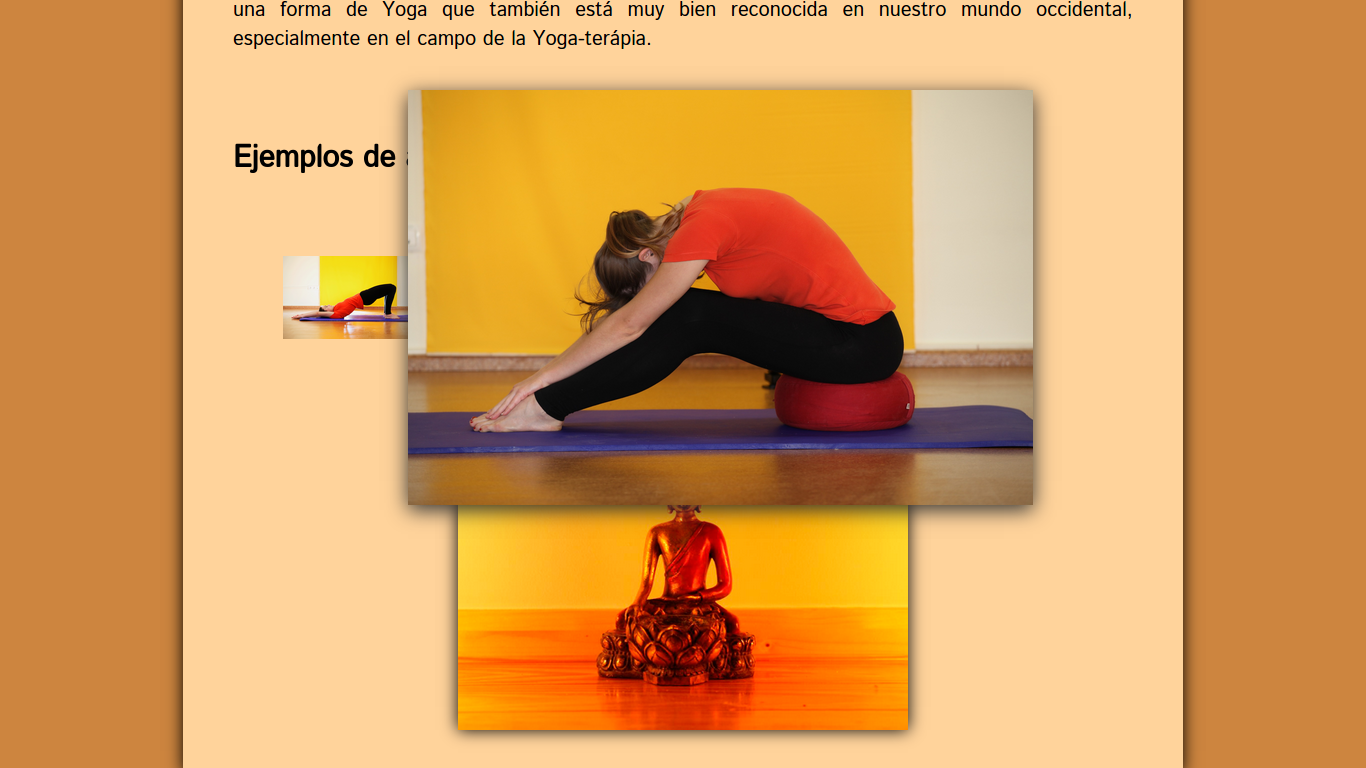 una forma de Yoga que también está muy bien reconocida en nuestro mundo occidental,
especialmente en el campo de la Yoga-terápia.
Ejemplos de